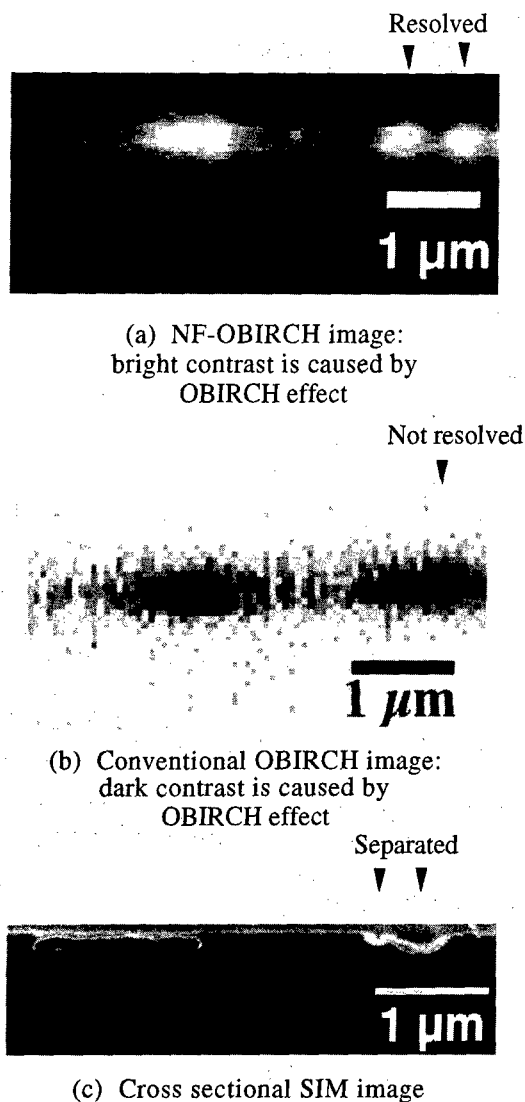 Resolved
1 μm
(a) NF-OBIRCH image:
bright contrast is caused by
OBIRCH effect
Not resolved
1 μm
(b) Conventional OBIRCH image:
dark contrast is caused by
OBIRCH effect
Separated
1 μm
(c) Cross sectional SIM image